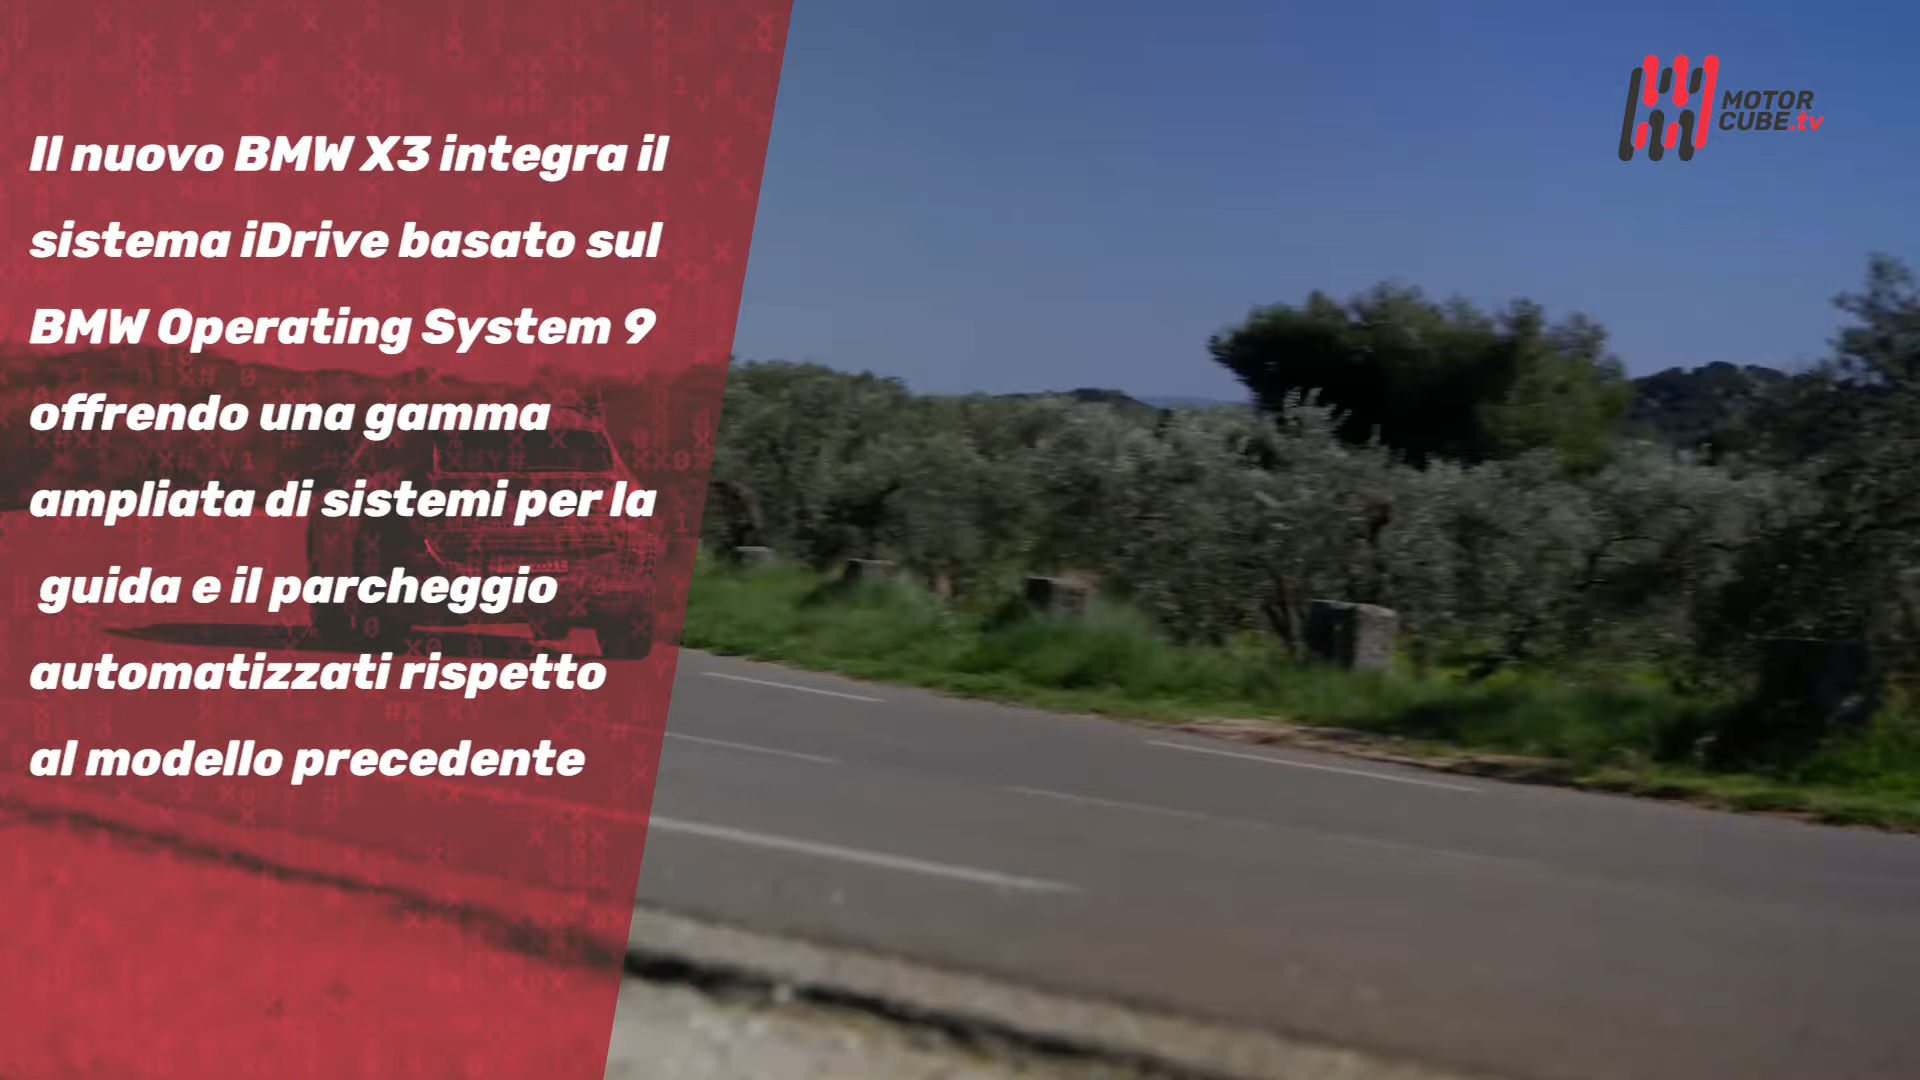 Il nuovo BMW X3 integra il
sistema iDrive basato sul
BMW Operating System 9
offrendo una gamma
ampliata di sistemi per la
guida e il parcheggio
automatizzati rispetto
al modello precedente
MOTOR
CUBE.tv